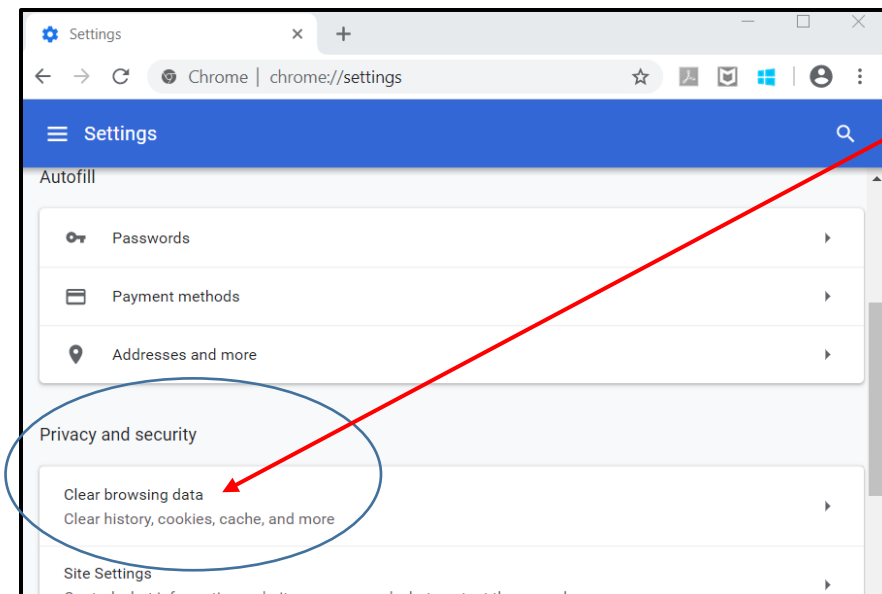 Settings
Chrome | chrome://settings
Settings
Autofill
Passwords
Payment methods
Addresses and more
Privacy and security
Clear browsing data
Clear history, cookies, cache, and more
Site Settings